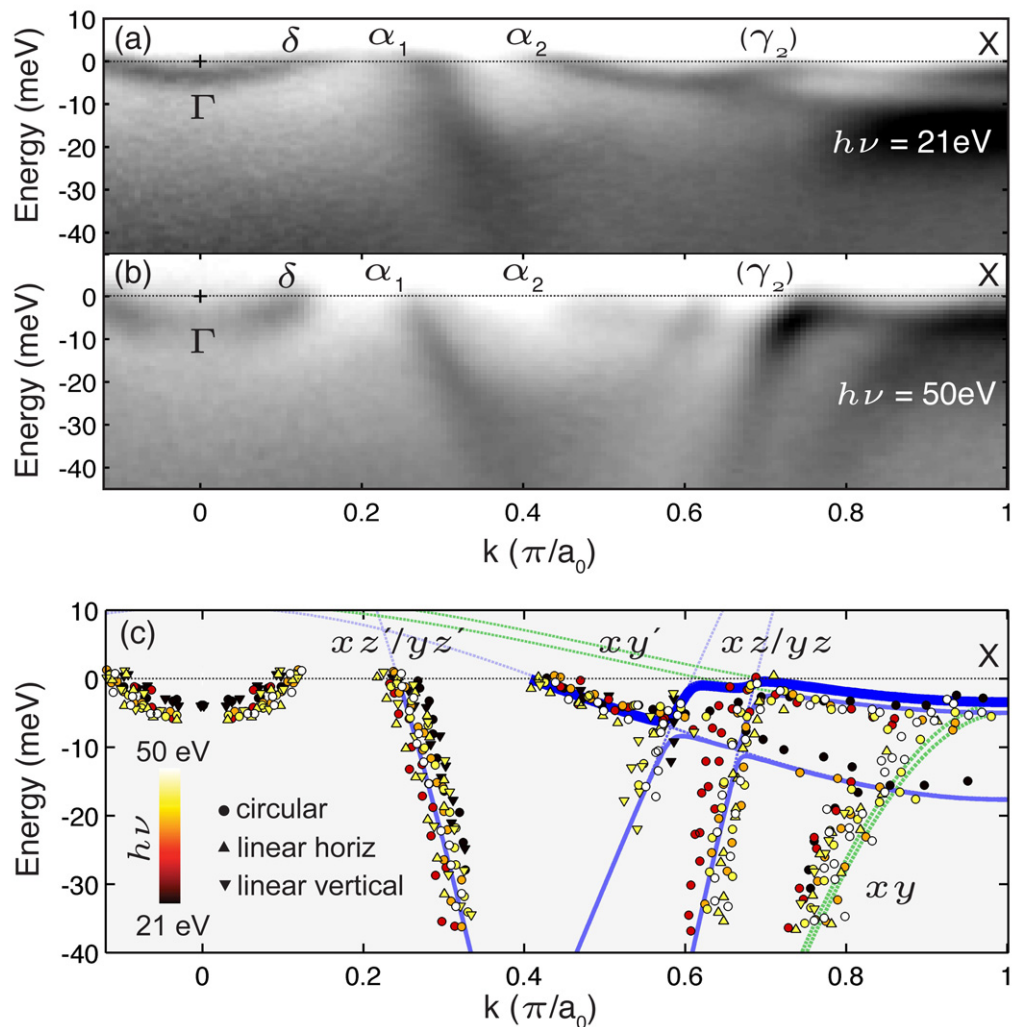 10
0
-10
-20
-30
-40
Energy (meV)
(a)
δ
α₁
α₂
(γ₂)
X
Γ
hν = 21eV
0
-10
-20
-30
-40
Energy (meV)
(b)
δ
α₁
α₂
(γ₂)
X
Γ
hν = 50eV
0 0.2 0.4 0.6 0.8 1
k (π/a₀)
10
0
-10
-20
-30
-40
Energy (meV)
(c)
xz´/yz´
xy´
xz/yz
X
50 eV
hν
21 eV
circular
linear horiz
linear vertical
xy
0 0.2 0.4 0.6 0.8 1
k (π/a₀)